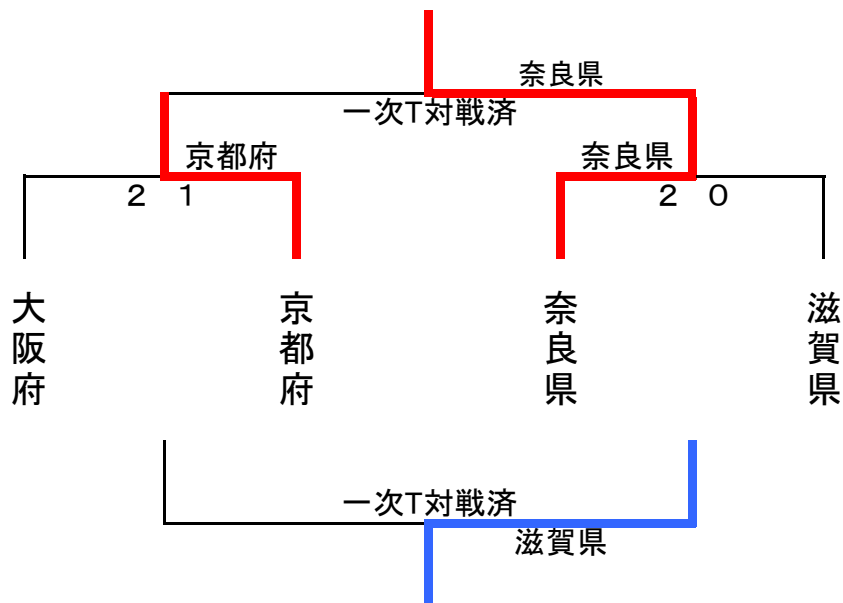 奈良県
一次T対戦済
京都府
奈良県
２ １
２ ０
大阪府
京都府
奈良県
滋賀県
一次T対戦済
滋賀県